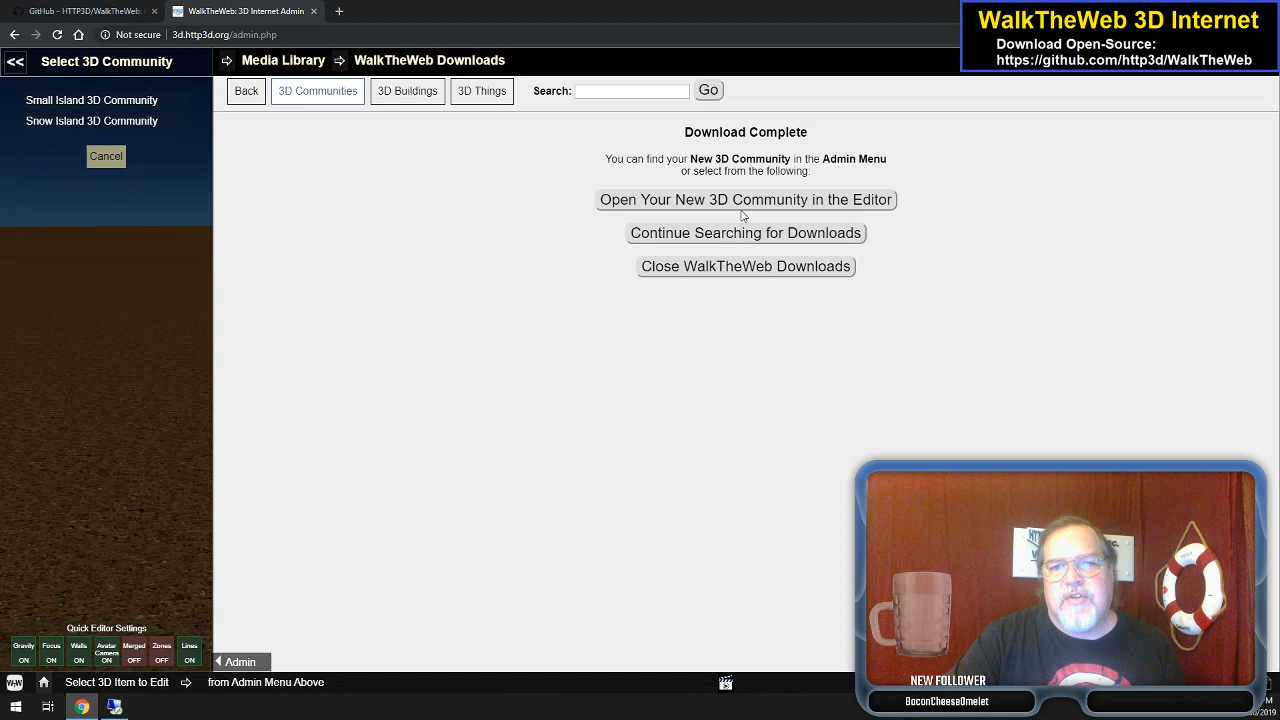 GitHub - HTTP3D/WalkTheWeb:
WalkTheWeb: 3D Internet Admin
Not secure | 3d.http3d.org/admin.php
WalkTheWeb 3D Internet
Download Open-Source:
https://github.com/http3d/WalkTheWeb
<< Select 3D Community
Media Library
WalkTheWeb Downloads
Back
3D Communities
3D Buildings
3D Things
Search:
Go
Small Island 3D Community
Snow Island 3D Community
Cancel
Download Complete
You can find your New 3D Community in the Admin Menu
or select from the following:
Open Your New 3D Community in the Editor
Continue Searching for Downloads
Close WalkTheWeb Downloads
Quick Editor Settings
Gravity ON
Focus ON
Walls ON
Avatar Camera ON
Merged OFF
Zones OFF
Lines ON
Admin
Select 3D Item to Edit
from Admin Menu Above
NEW FOLLOWER
BaconCheeseOmelet